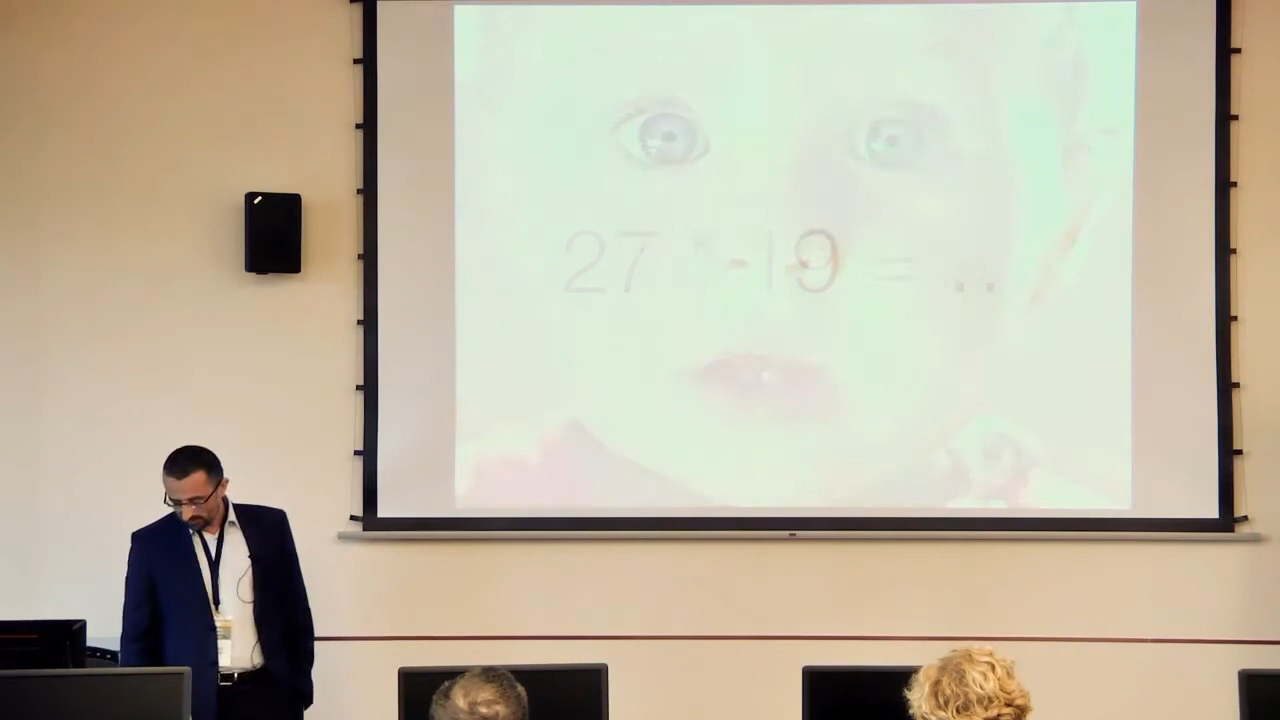 27 -19 = ..